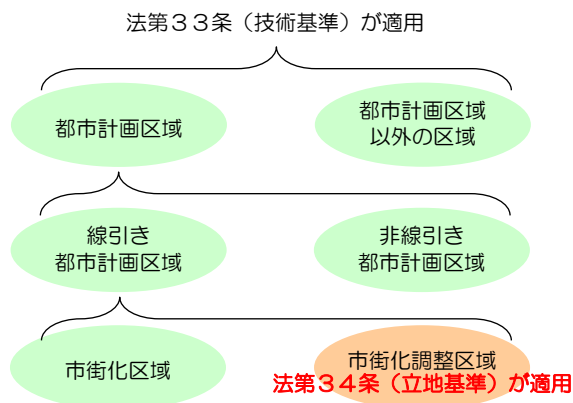 法第３３条（技術基準）が適用
都市計画区域
都市計画区域
以外の区域
線引き
都市計画区域
非線引き
都市計画区域
市街化区域
市街化調整区域
法第３４条（立地基準）が適用